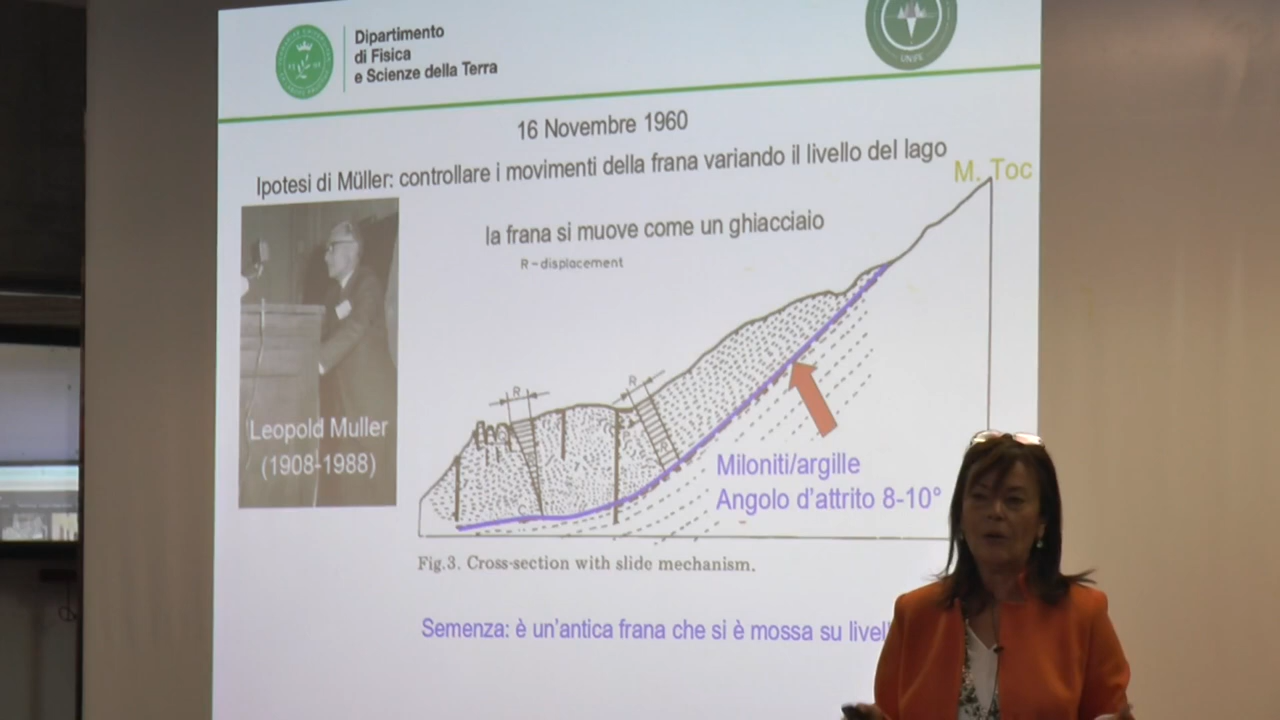 Dipartimento
di Fisica
e Scienze della Terra
UNIFE
16 Novembre 1960
Ipotesi di Müller: controllare i movimenti della frana variando il livello del lago
M. Toc
la frana si muove come un ghiacciaio
R - displacement
R
R
Leopold Muller
(1908-1988)
Miloniti/argille
Angolo d'attrito 8-10°
Fig.3. Cross-section with slide mechanism.
Semenza: è un'antica frana che si è mossa su